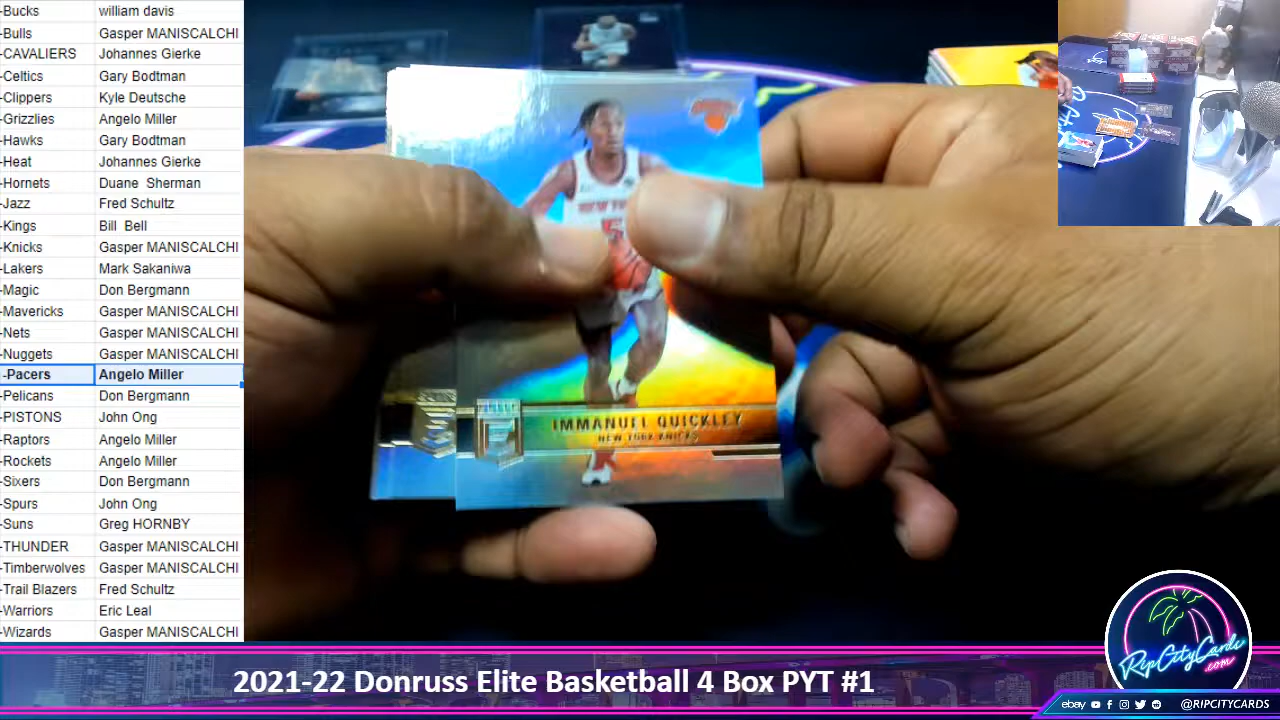 -Bucks william davis
-Bulls Gasper MANISCALCHI
-CAVALIERS Johannes Gierke
-Celtics Gary Bodtman
-Clippers Kyle Deutsche
-Grizzlies Angelo Miller
-Hawks Gary Bodtman
-Heat Johannes Gierke
-Hornets Duane Sherman
-Jazz Fred Schultz
-Kings Bill Bell
-Knicks Gasper MANISCALCHI
-Lakers Mark Sakaniwa
-Magic Don Bergmann
-Mavericks Gasper MANISCALCHI
-Nets Gasper MANISCALCHI
-Nuggets Gasper MANISCALCHI
-Pacers Angelo Miller
-Pelicans Don Bergmann
-PISTONS John Ong
-Raptors Angelo Miller
-Rockets Angelo Miller
-Sixers Don Bergmann
-Spurs John Ong
-Suns Greg HORNBY
-THUNDER Gasper MANISCALCHI
-Timberwolves Gasper MANISCALCHI
-Trail Blazers Fred Schultz
-Warriors Eric Leal
-Wizards Gasper MANISCALCHI
IMMANUEL QUICKLEY
NEW YORK KNICKS
RipCityCards
.com
2021-22 Donruss Elite Basketball 4 Box PYT #1
ebay @RIPCITYCARDS